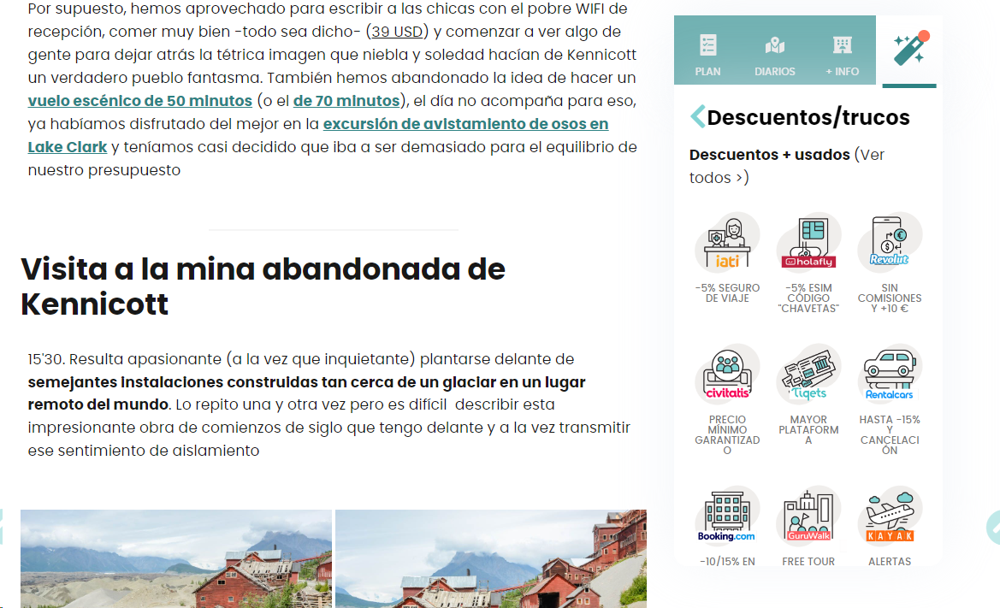 Por supuesto, hemos aprovechado para escribir a las chicas con el pobre WIFI de
recepción, comer muy bien -todo sea dicho- (39 USD) y comenzar a ver algo de
gente para dejar atrás la tétrica imagen que niebla y soledad hacían de Kennicott
un verdadero pueblo fantasma. También hemos abandonado la idea de hacer un
vuelo escénico de 50 minutos (o el de 70 minutos), el día no acompaña para eso,
ya habíamos disfrutado del mejor en la excursión de avistamiento de osos en
Lake Clark y teníamos casi decidido que iba a ser demasiado para el equilibrio de
nuestro presupuesto
Visita a la mina abandonada de
Kennicott
15'30. Resulta apasionante (a la vez que inquietante) plantarse delante de
semejantes instalaciones construidas tan cerca de un glaciar en un lugar
remoto del mundo. Lo repito una y otra vez pero es difícil describir esta
impresionante obra de comienzos de siglo que tengo delante y a la vez transmitir
ese sentimiento de aislamiento
PLAN
DIARIOS
+ INFO
Descuentos/trucos
Descuentos + usados (Ver
todos >)
iati
holafly
Revolut
-5% SEGURO
DE VIAJE
-5% ESIM
CÓDIGO
"CHAVETAS"
SIN
COMISIONES
Y +10 €
civitatis
Tiqets
Rentalcars
PRECIO
MÍNIMO
GARANTIZAD
O
MAYOR
PLATAFORM
A
HASTA -15%
Y
CANCELACI
ÓN
Booking.com
GuruWalk
KAYAK
-10/15% EN
FREE TOUR
ALERTAS